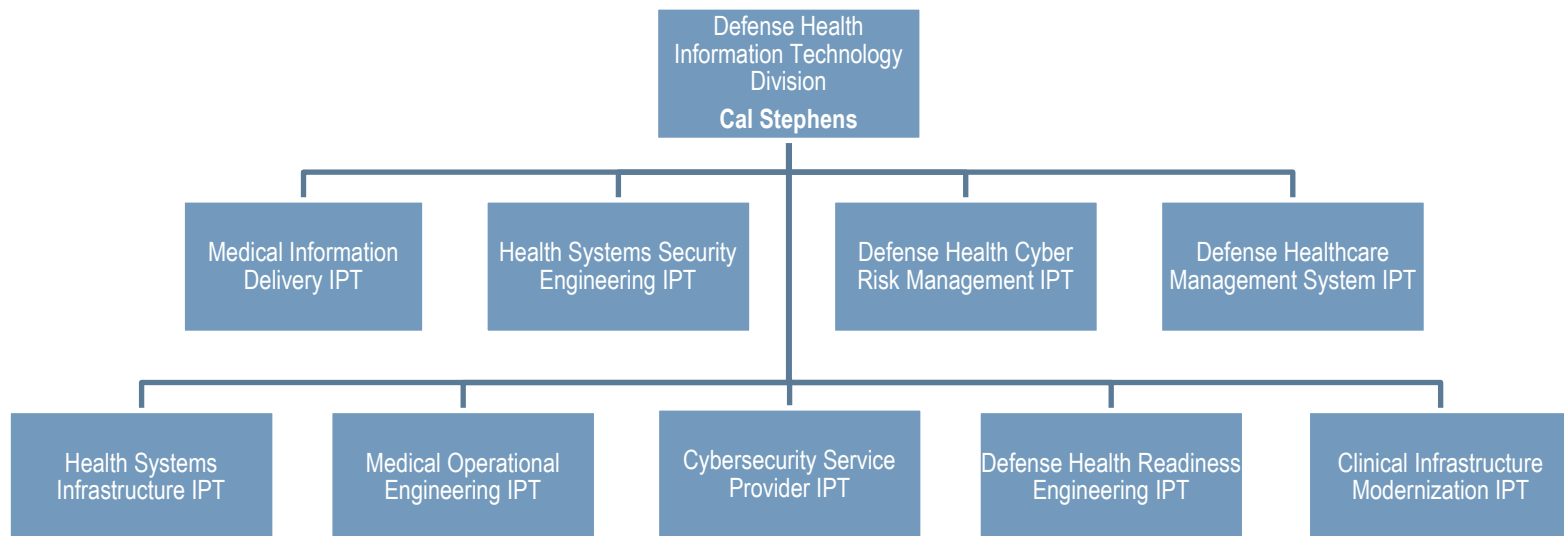 Defense Health
Information Technology
Division
Cal Stephens
Medical Information
Delivery IPT
Health Systems Security
Engineering IPT
Defense Health Cyber
Risk Management IPT
Defense Healthcare
Management System IPT
Health Systems
Infrastructure IPT
Medical Operational
Engineering IPT
Cybersecurity Service
Provider IPT
Defense Health Readiness
Engineering IPT
Clinical Infrastructure
Modernization IPT